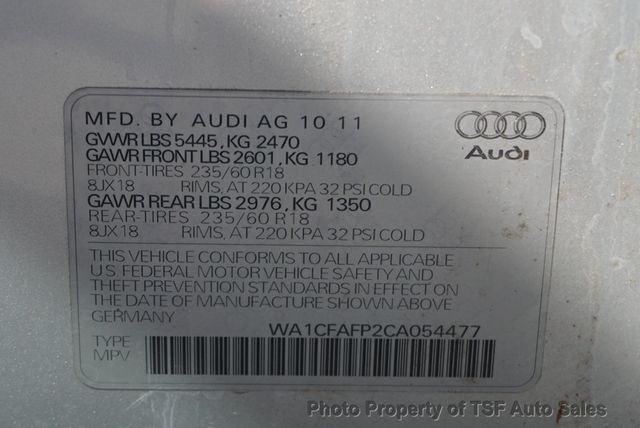 MFD. BY AUDI AG 10 11
GVWR LBS 5445, KG 2470
GAWR FRONT LBS 2601, KG 1180
FRONT-TIRES 235/60 R18
8JX18 RIMS, AT 220 KPA 32 PSI COLD
GAWR REAR LBS 2976, KG 1350
REAR-TIRES 235/60 R18
8JX18 RIMS, AT 220 KPA 32 PSI COLD
Audi
THIS VEHICLE CONFORMS TO ALL APPLICABLE
U.S FEDERAL MOTOR VEHICLE SAFETY AND
THEFT PREVENTION STANDARDS IN EFFECT ON
THE DATE OF MANUFACTURE SHOWN ABOVE
GERMANY
WA1CFAFP2CA054477
TYPE
MPV
Photo Property of TSF Auto Sales